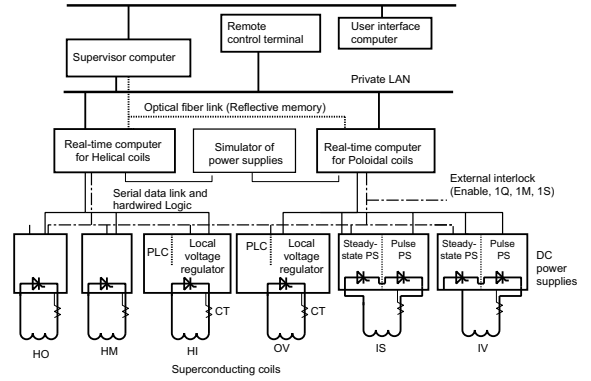 Supervisor computer
Remote
control terminal
User interface
computer
Private LAN
Optical fiber link (Reflective memory)
Real-time computer
for Helical coils
Simulator of
power supplies
Real-time computer
for Poloidal coils
External interlock
(Enable, 1Q, 1M, 1S)
Serial data link and
hardwired Logic
PLC
Local
voltage
regulator
PLC
Local
voltage
regulator
Steady-
state PS
Pulse
PS
Steady-
state PS
Pulse
PS
DC
power
supplies
CT
CT
HO
HM
HI
OV
IS
IV
Superconducting coils